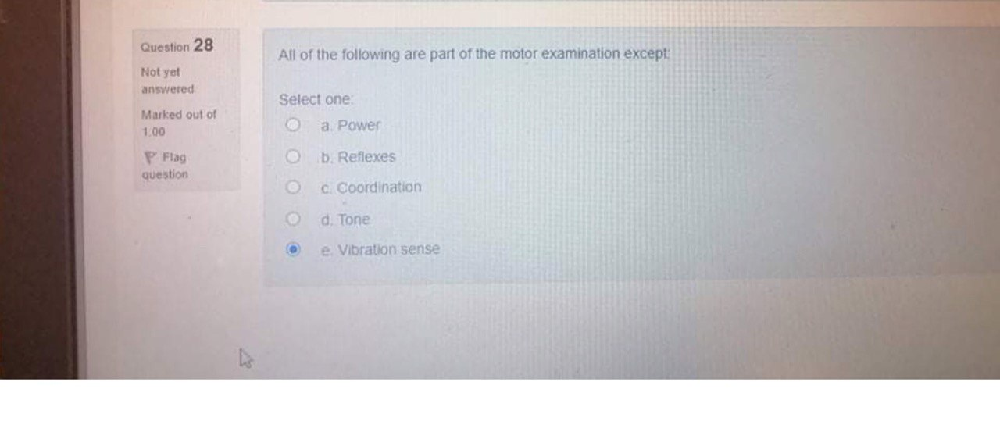 Question 28
Not yet
answered
Marked out of
1.00
Flag
question
All of the following are part of the motor examination except:
Select one:
a. Power
b. Reflexes
c. Coordination
d. Tone
e. Vibration sense